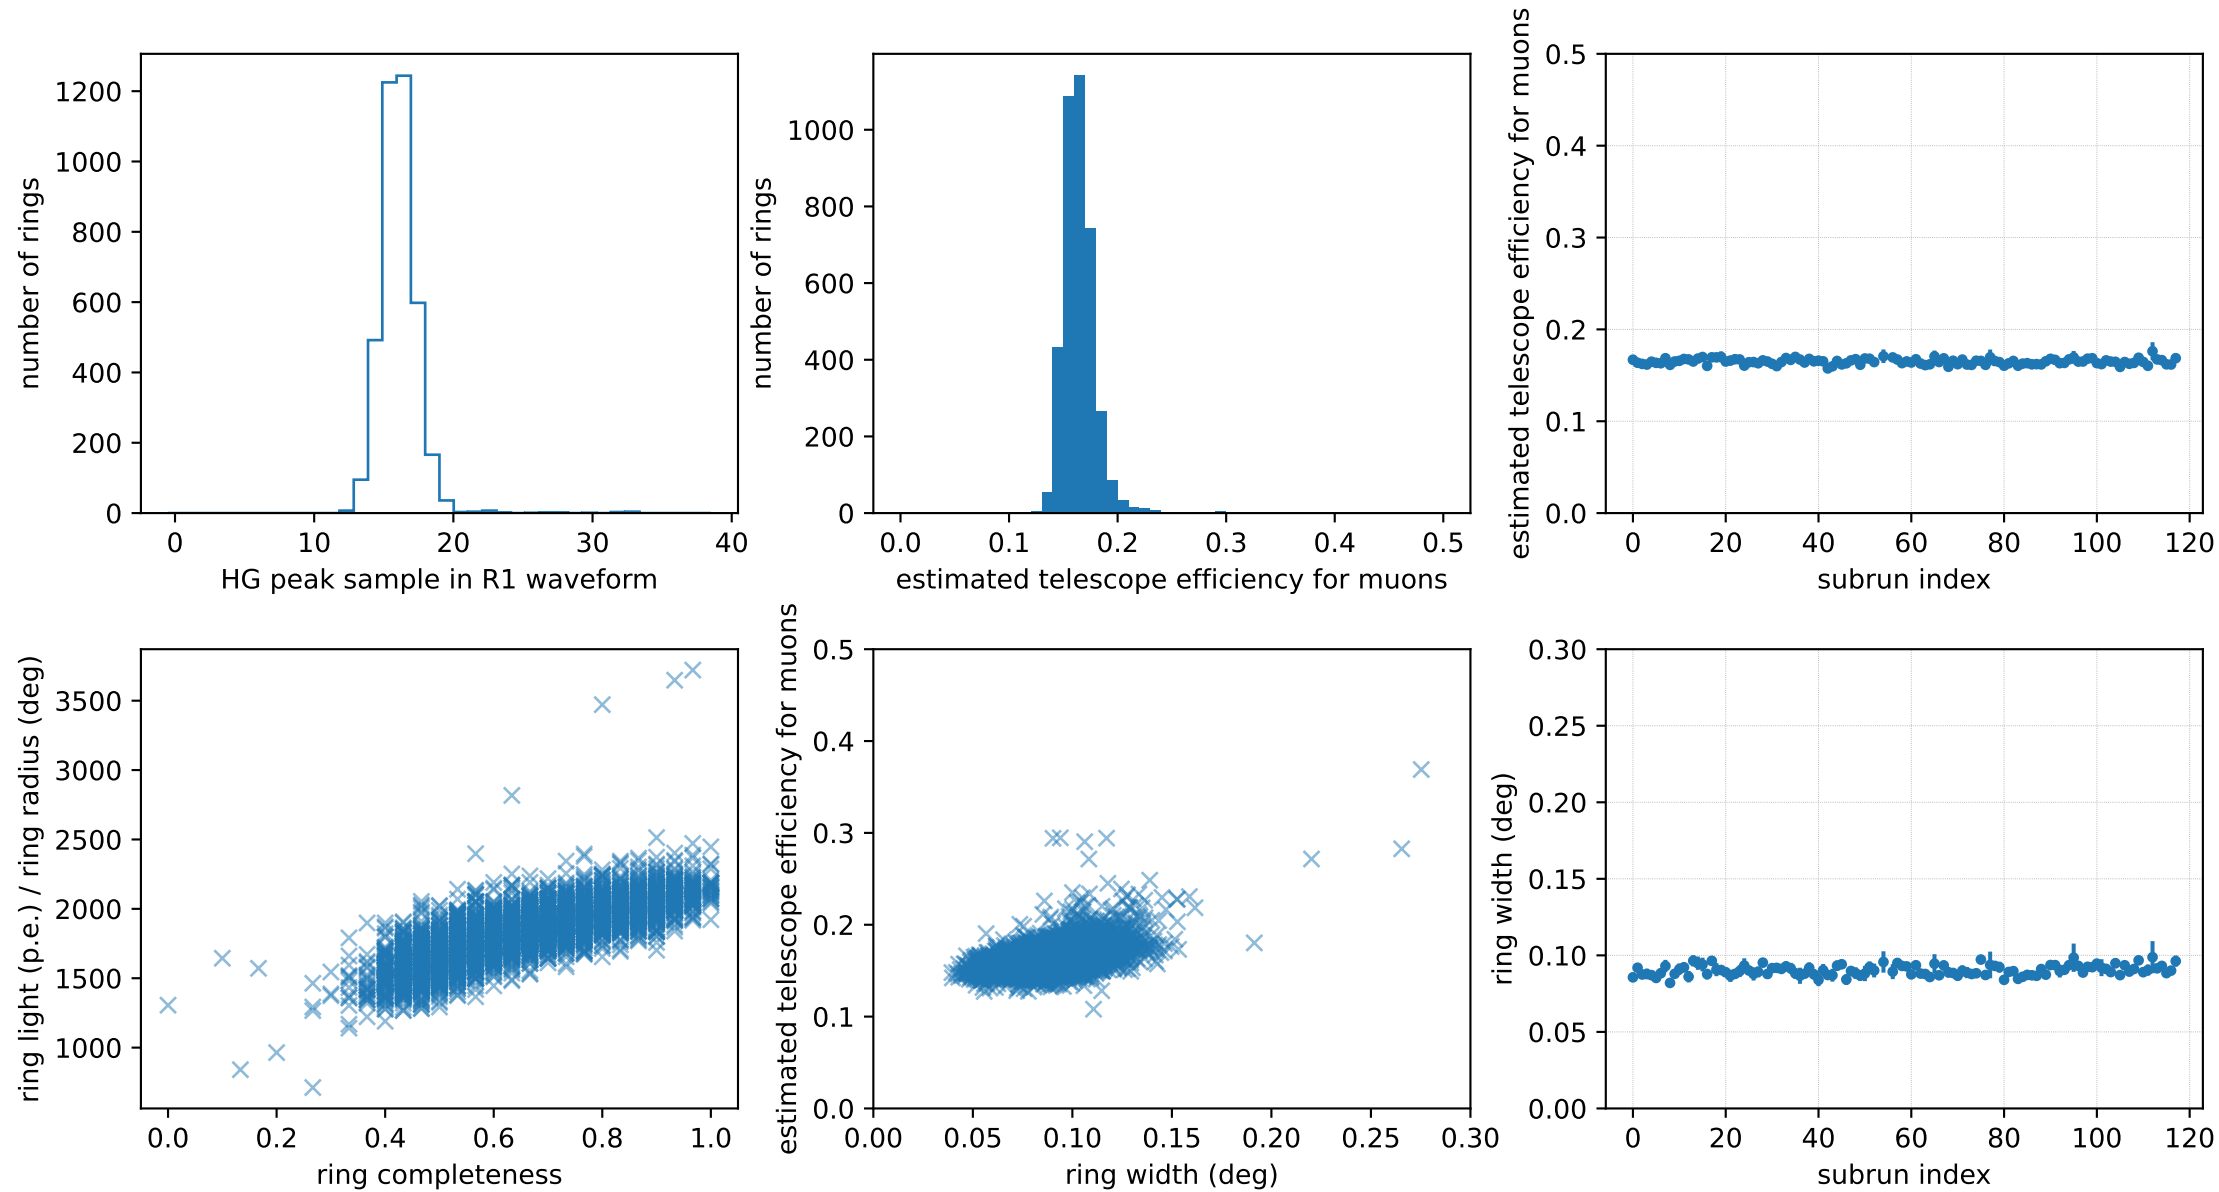 number of rings
1200
1000
800
600
400
200
0
0 10 20 30 40
HG peak sample in R1 waveform
number of rings
1000
800
600
400
200
0
0.0 0.1 0.2 0.3 0.4 0.5
estimated telescope efficiency for muons
estimated telescope efficiency for muons
0.5
0.4
0.3
0.2
0.1
0.0
0 20 40 60 80 100 120
subrun index
ring light (p.e.) / ring radius (deg)
3500
3000
2500
2000
1500
1000
0.0 0.2 0.4 0.6 0.8 1.0
ring completeness
estimated telescope efficiency for muons
0.5
0.4
0.3
0.2
0.1
0.0
0.00 0.05 0.10 0.15 0.20 0.25 0.30
ring width (deg)
ring width (deg)
0.30
0.25
0.20
0.15
0.10
0.05
0.00
0 20 40 60 80 100 120
subrun index